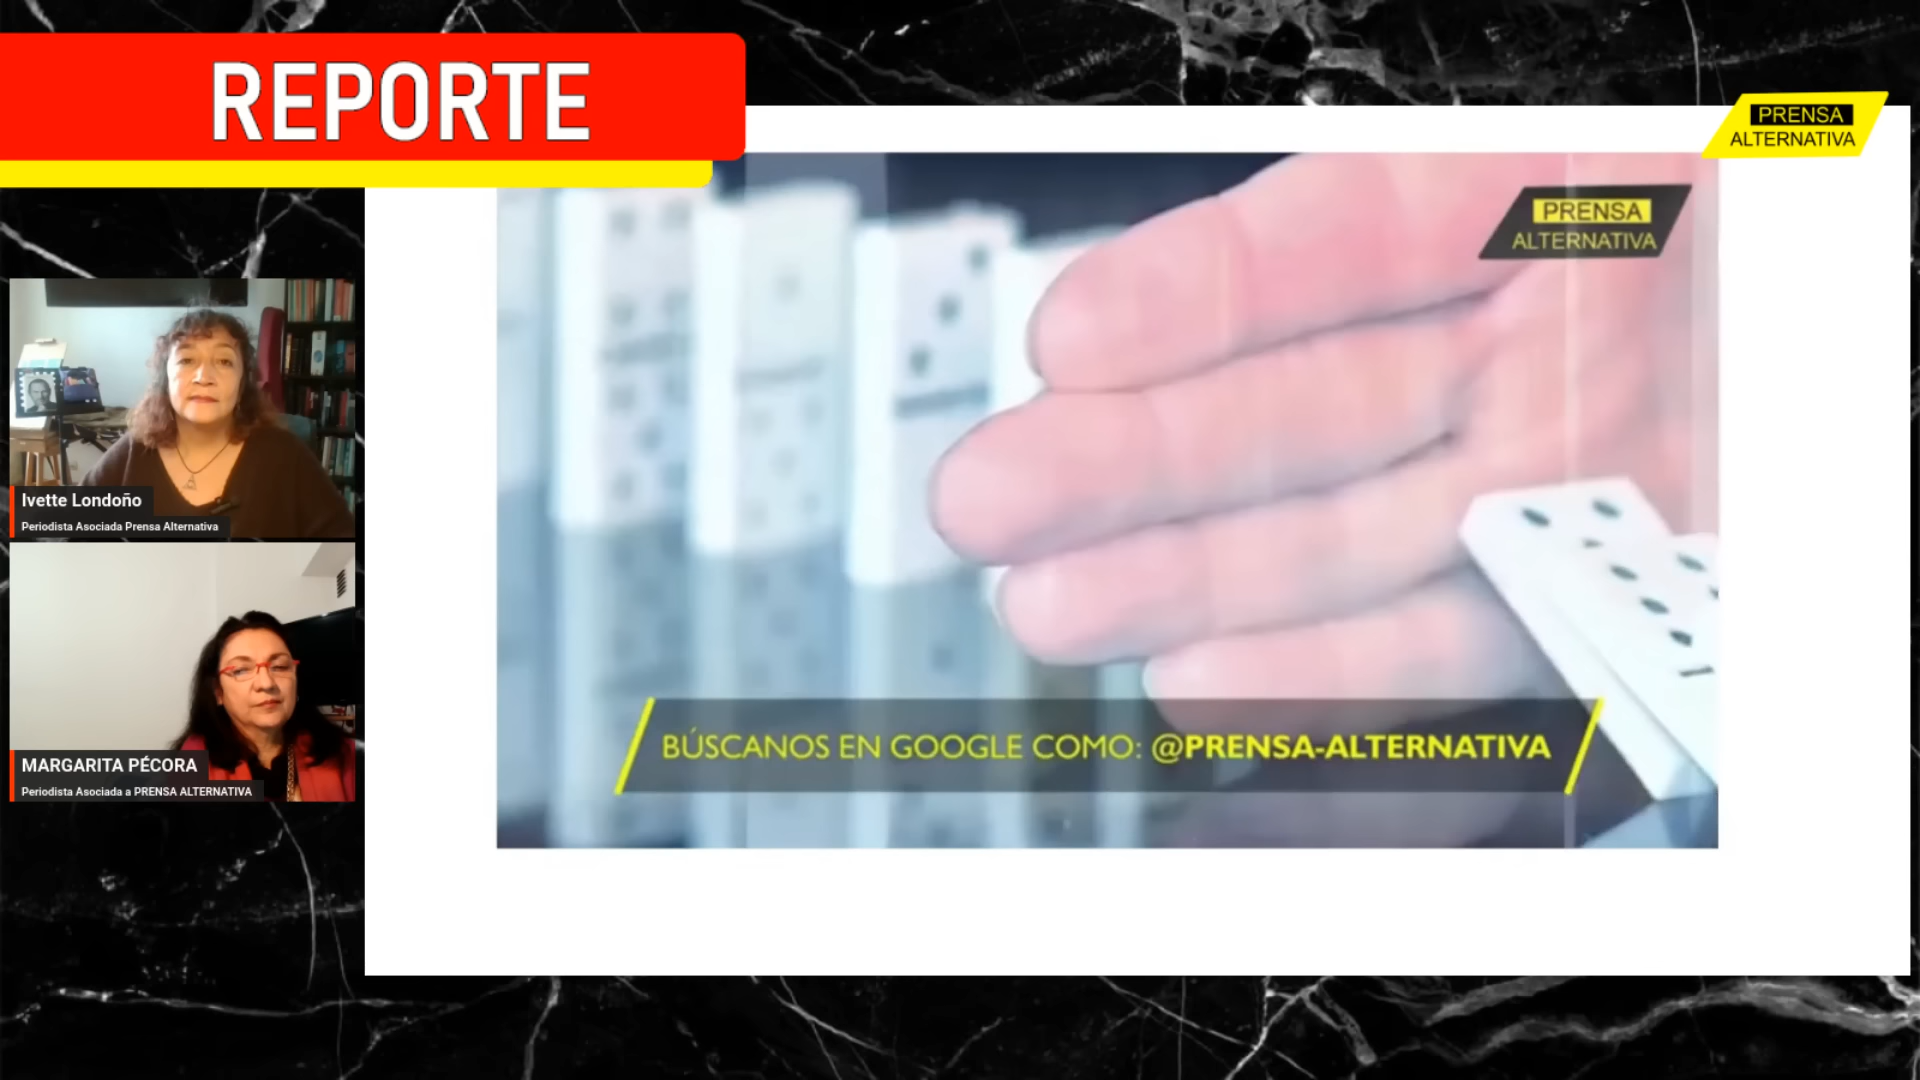 REPORTE
PRENSA
ALTERNATIVA
PRENSA
ALTERNATIVA
Ivette Londoño
Periodista Asociada Prensa Alternativa
MARGARITA PÉCORA
Periodista Asociada a PRENSA ALTERNATIVA
BÚSCANOS EN GOOGLE COMO: @PRENSA-ALTERNATIVA